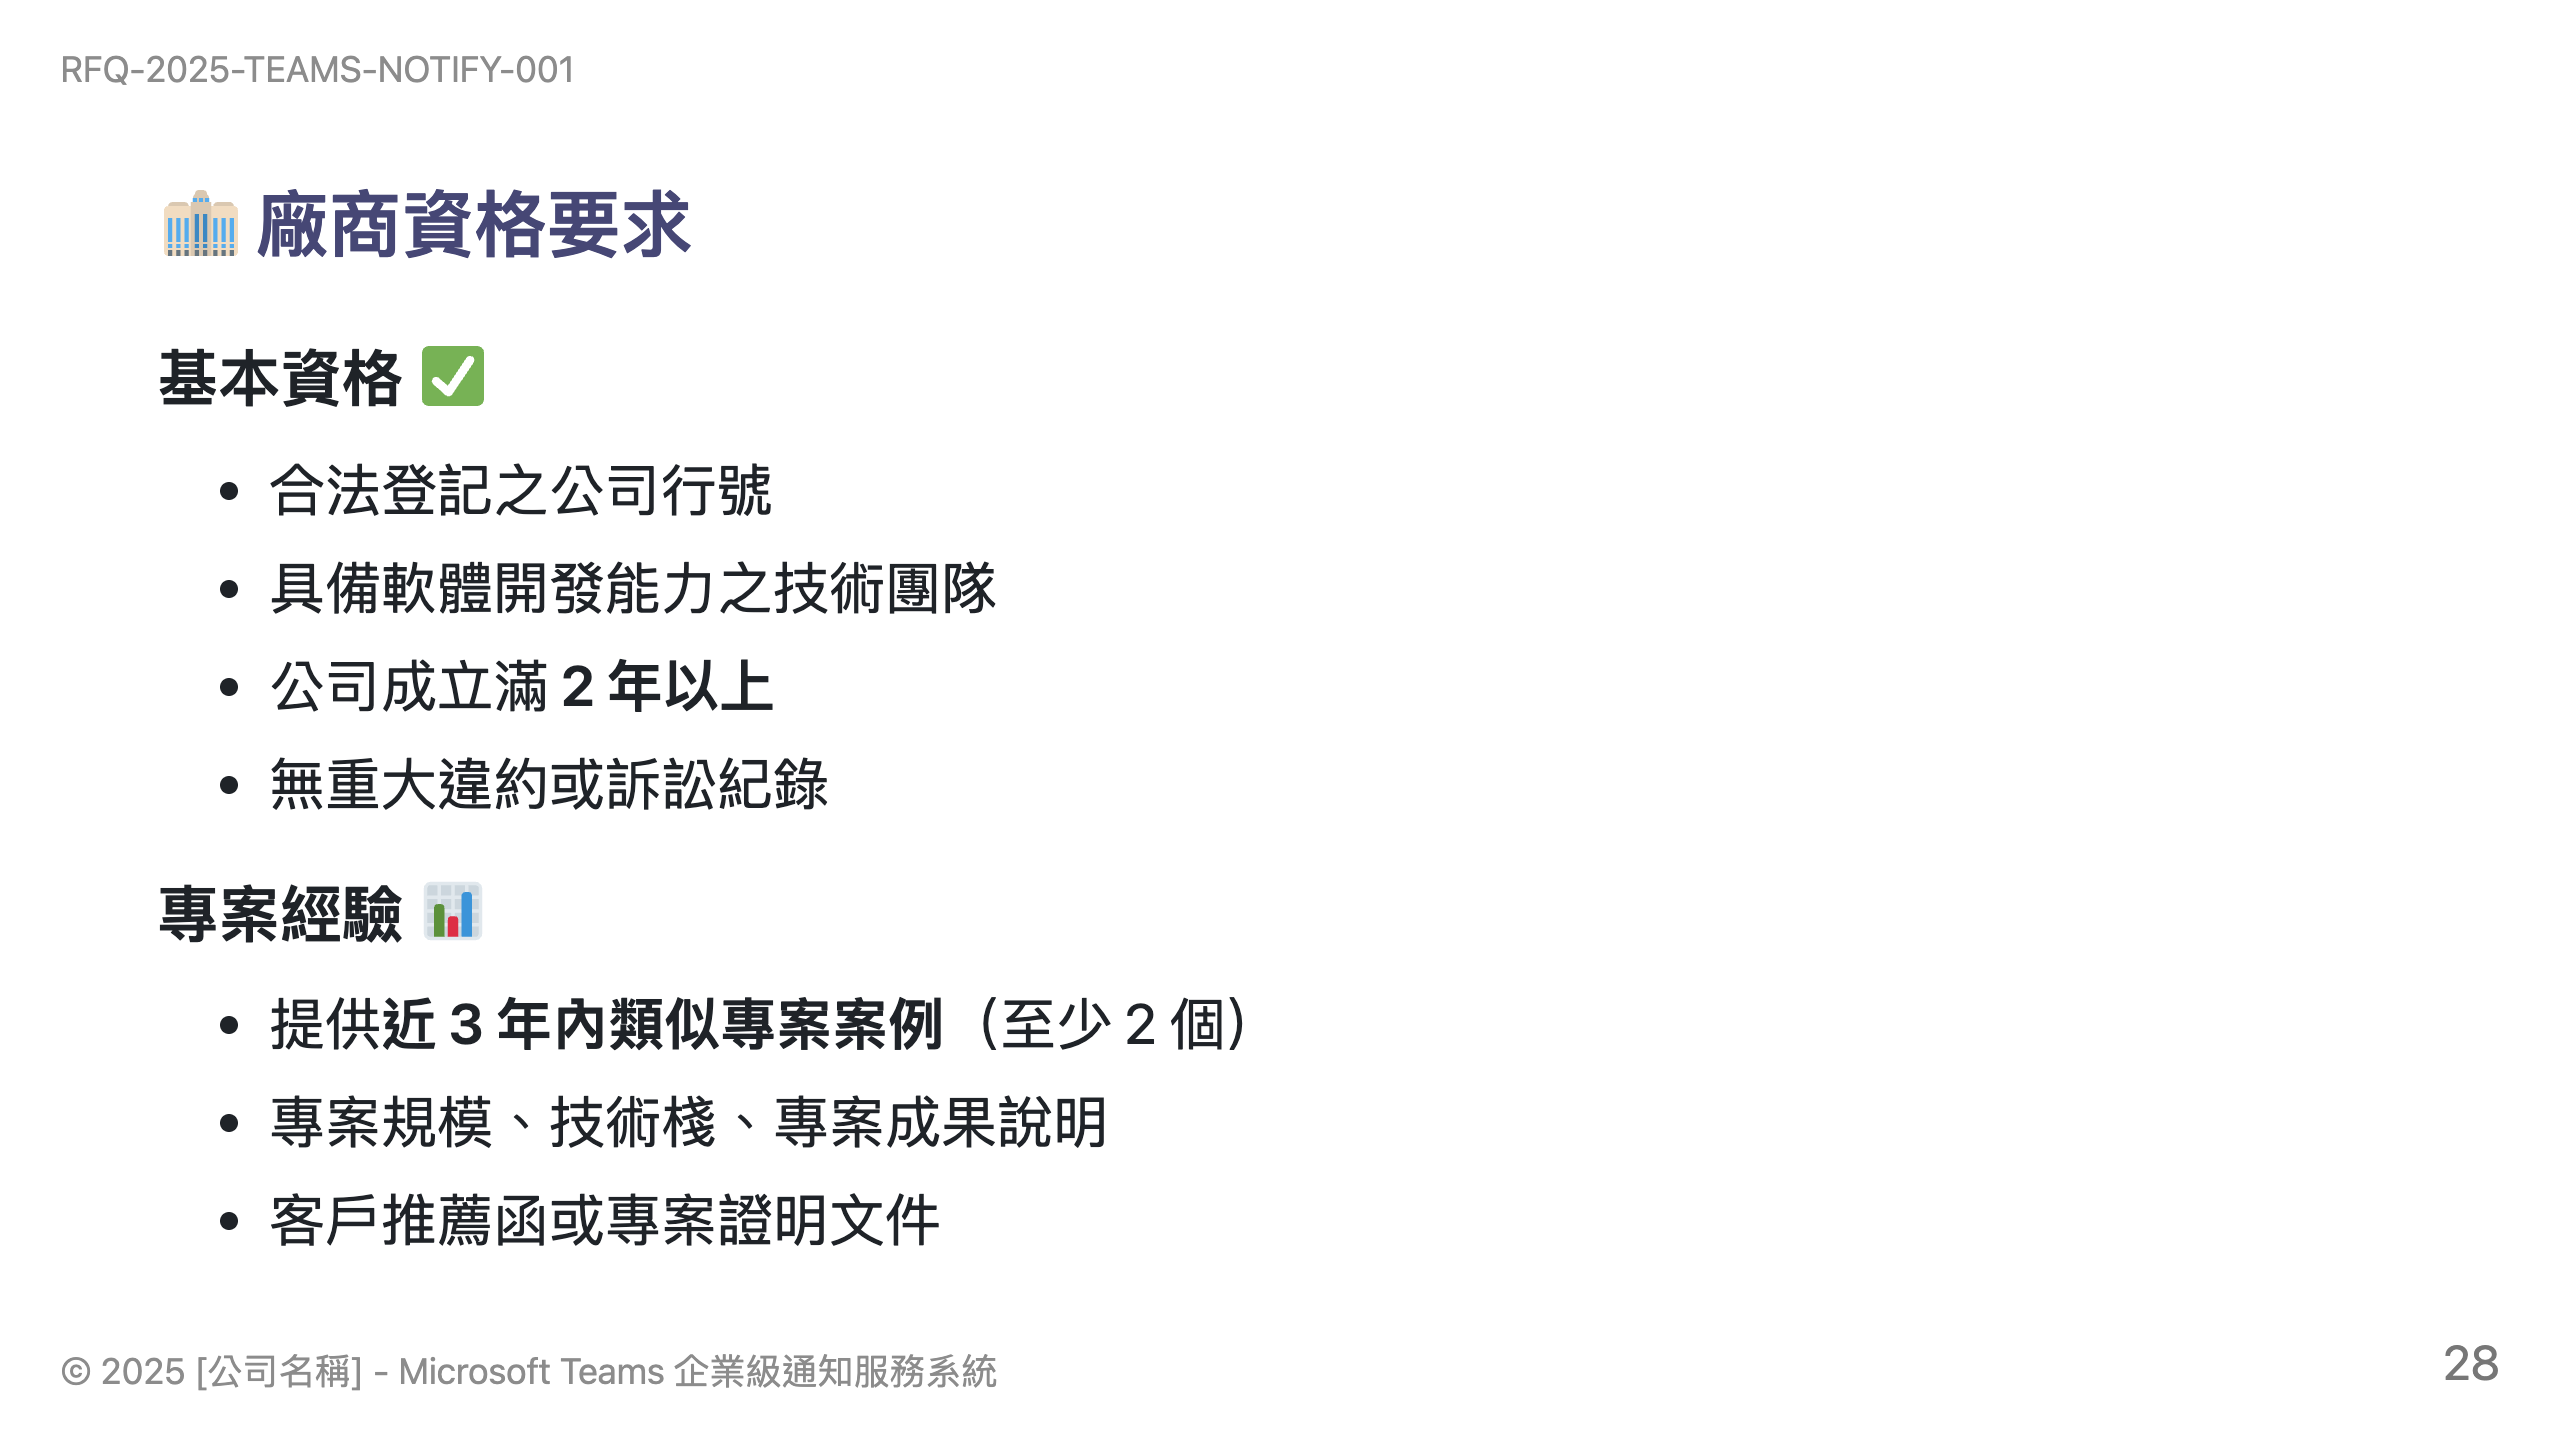 RFQ-2025-TEAMS-NOTIFY-001
廠商資格要求
基本資格
• 合法登記之公司行號
• 具備軟體開發能力之技術團隊
• 公司成立滿 2 年以上
• 無重大違約或訴訟紀錄
專案經驗
• 提供近 3 年內類似專案案例（至少 2 個）
• 專案規模、技術棧、專案成果說明
• 客戶推薦函或專案證明文件
© 2025 [公司名稱] - Microsoft Teams 企業級通知服務系統
28